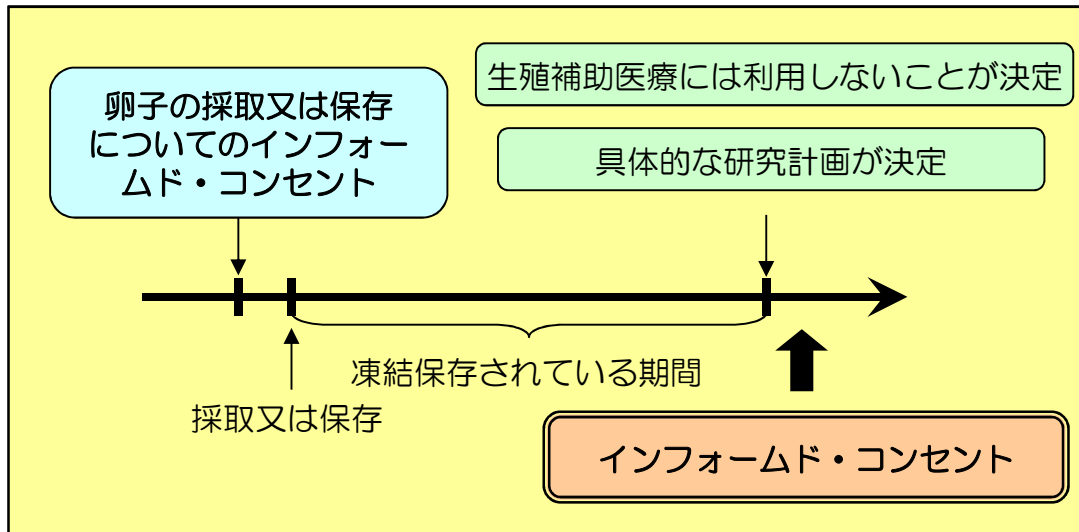 卵子の採取又は保存
についてのインフォー
ムド・コンセント
生殖補助医療には利用しないことが決定
具体的な研究計画が決定
凍結保存されている期間
採取又は保存
インフォームド・コンセント